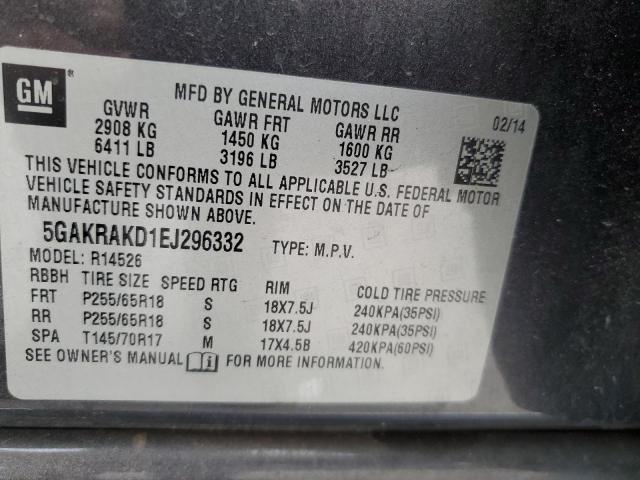 GM
MFD BY GENERAL MOTORS LLC
02/14
GVWR GAWR FRT GAWR RR
2908 KG 1450 KG 1600 KG
6411 LB 3196 LB 3527 LB
THIS VEHICLE CONFORMS TO ALL APPLICABLE U.S. FEDERAL MOTOR
VEHICLE SAFETY STANDARDS IN EFFECT ON THE DATE OF
MANUFACTURE SHOWN ABOVE.
5GAKRAKD1EJ296332 TYPE: M.P.V.
MODEL: R14526
RBBH TIRE SIZE SPEED RTG RIM COLD TIRE PRESSURE
FRT P255/65R18 S 18X7.5J 240KPA(35PSI)
RR P255/65R18 S 18X7.5J 240KPA(35PSI)
SPA T145/70R17 M 17X4.5B 420KPA(60PSI)
SEE OWNER'S MANUAL FOR MORE INFORMATION.